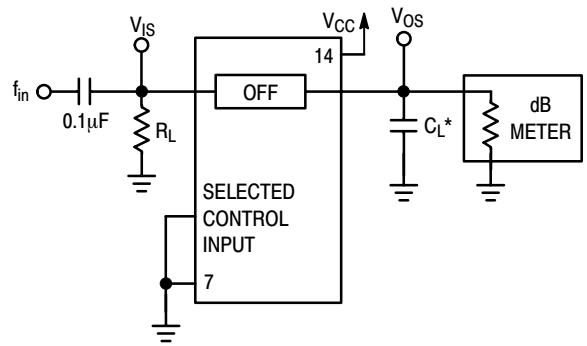 V_IS
V_CC
V_OS
14
f_in
0.1μF
R_L
OFF
C_L*
dB
METER
SELECTED
CONTROL
INPUT
7